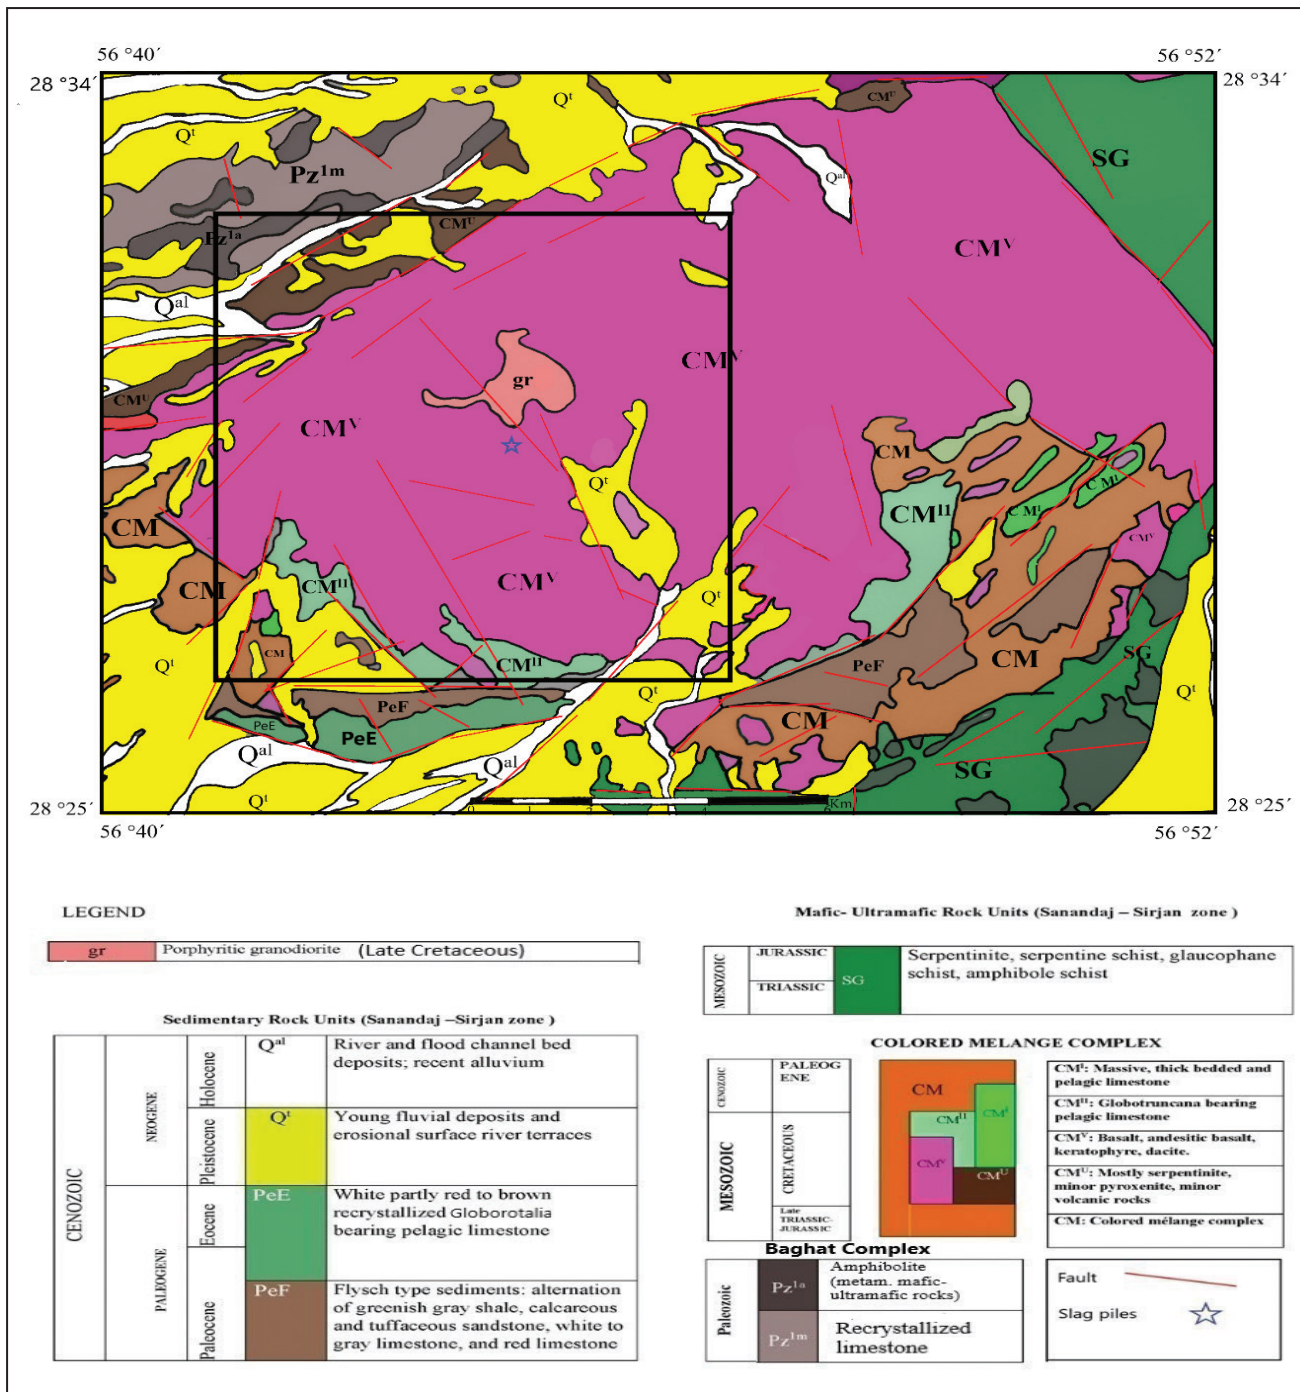 56 °40´
56 °52´
28 °34´
28 °34´
Qt
Qt
CMU
SG
Pz1m
Qal
Pz1a
CMU
CMV
Qal
CMV
gr
CMU
CMV
CM
Qt
CMI
CMI
CM
CMII
CMV
CMII
CMV
Qt
Qt
CM
CM
CMII
PeF
CM
SG
Qt
Qt
PeF
PeE
PeE
CM
Qal
Qal
SG
Qt
Km
28 °25´
28 °25´
56 °40´
56 °52´
LEGEND
gr
Porphyritic granodiorite (Late Cretaceous)
Sedimentary Rock Units (Sanandaj –Sirjan zone )
CENOZOIC
NEOGENE
PALEOGENE
Holocene
Pleistocene
Eocene
Paleocene
Qal
River and flood channel bed
deposits; recent alluvium
Qt
Young fluvial deposits and
erosional surface river terraces
PeE
White partly red to brown
recrystallized Globorotalia
bearing pelagic limestone
PeF
Flysch type sediments: alternation
of greenish gray shale, calcareous
and tuffaceous sandstone, white to
gray limestone, and red limestone
Mafic- Ultramafic Rock Units (Sanandaj – Sirjan zone )
MESOZOIC
JURASSIC
TRIASSIC
SG
Serpentinite, serpentine schist, glaucophane
schist, amphibole schist
COLORED MELANGE COMPLEX
CENOZOIC
PALEOG
ENE
MESOZOIC
CRETACEOUS
Late
TRIASSIC-
JURASSIC
CM
CMI
CMII
CMV
CMU
CMI: Massive, thick bedded and
pelagic limestone
CMII: Globotruncana bearing
pelagic limestone
CMV: Basalt, andesitic basalt,
keratophyre, dacite.
CMU: Mostly serpentinite,
minor pyroxenite, minor
volcanic rocks
CM: Colored mélange complex
Baghat Complex
Paleozoic
Pz1a
Amphibolite
(metam. mafic-
ultramafic rocks)
Pz1m
Recrystallized
limestone
Fault
Slag piles